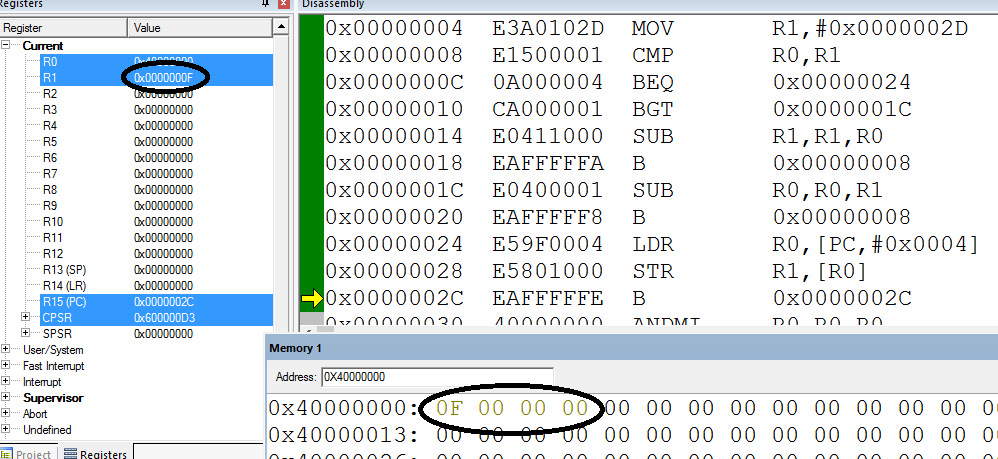 Registers
Register Value
Current
R0
R1 0x0000000F
R2 0x00000000
R3 0x00000000
R4 0x00000000
R5 0x00000000
R6 0x00000000
R7 0x00000000
R8 0x00000000
R9 0x00000000
R10 0x00000000
R11 0x00000000
R12 0x00000000
R13 (SP) 0x00000000
R14 (LR) 0x00000000
R15 (PC) 0x0000002C
CPSR 0x600000D3
SPSR 0x00000000
User/System
Fast Interrupt
Interrupt
Supervisor
Abort
Undefined
Project Registers
Disassembly
0x00000004 E3A0102D MOV R1,#0x0000002D
0x00000008 E1500001 CMP R0,R1
0x0000000C 0A000004 BEQ 0x00000024
0x00000010 CA000001 BGT 0x0000001C
0x00000014 E0411000 SUB R1,R1,R0
0x00000018 EAFFFFFA B 0x00000008
0x0000001C E0400001 SUB R0,R0,R1
0x00000020 EAFFFFF8 B 0x00000008
0x00000024 E59F0004 LDR R0,[PC,#0x0004]
0x00000028 E5801000 STR R1,[R0]
0x0000002C EAFFFFFE B 0x0000002C
0x00000030 40000000 ANDMI R0,R0,R0
Memory 1
Address: 0X40000000
0x40000000: 0F 00 00 00 00 00 00 00 00 00 00 00 00
0x40000013: 00 00 00 00 00 00 00 00 00 00 00 00 00